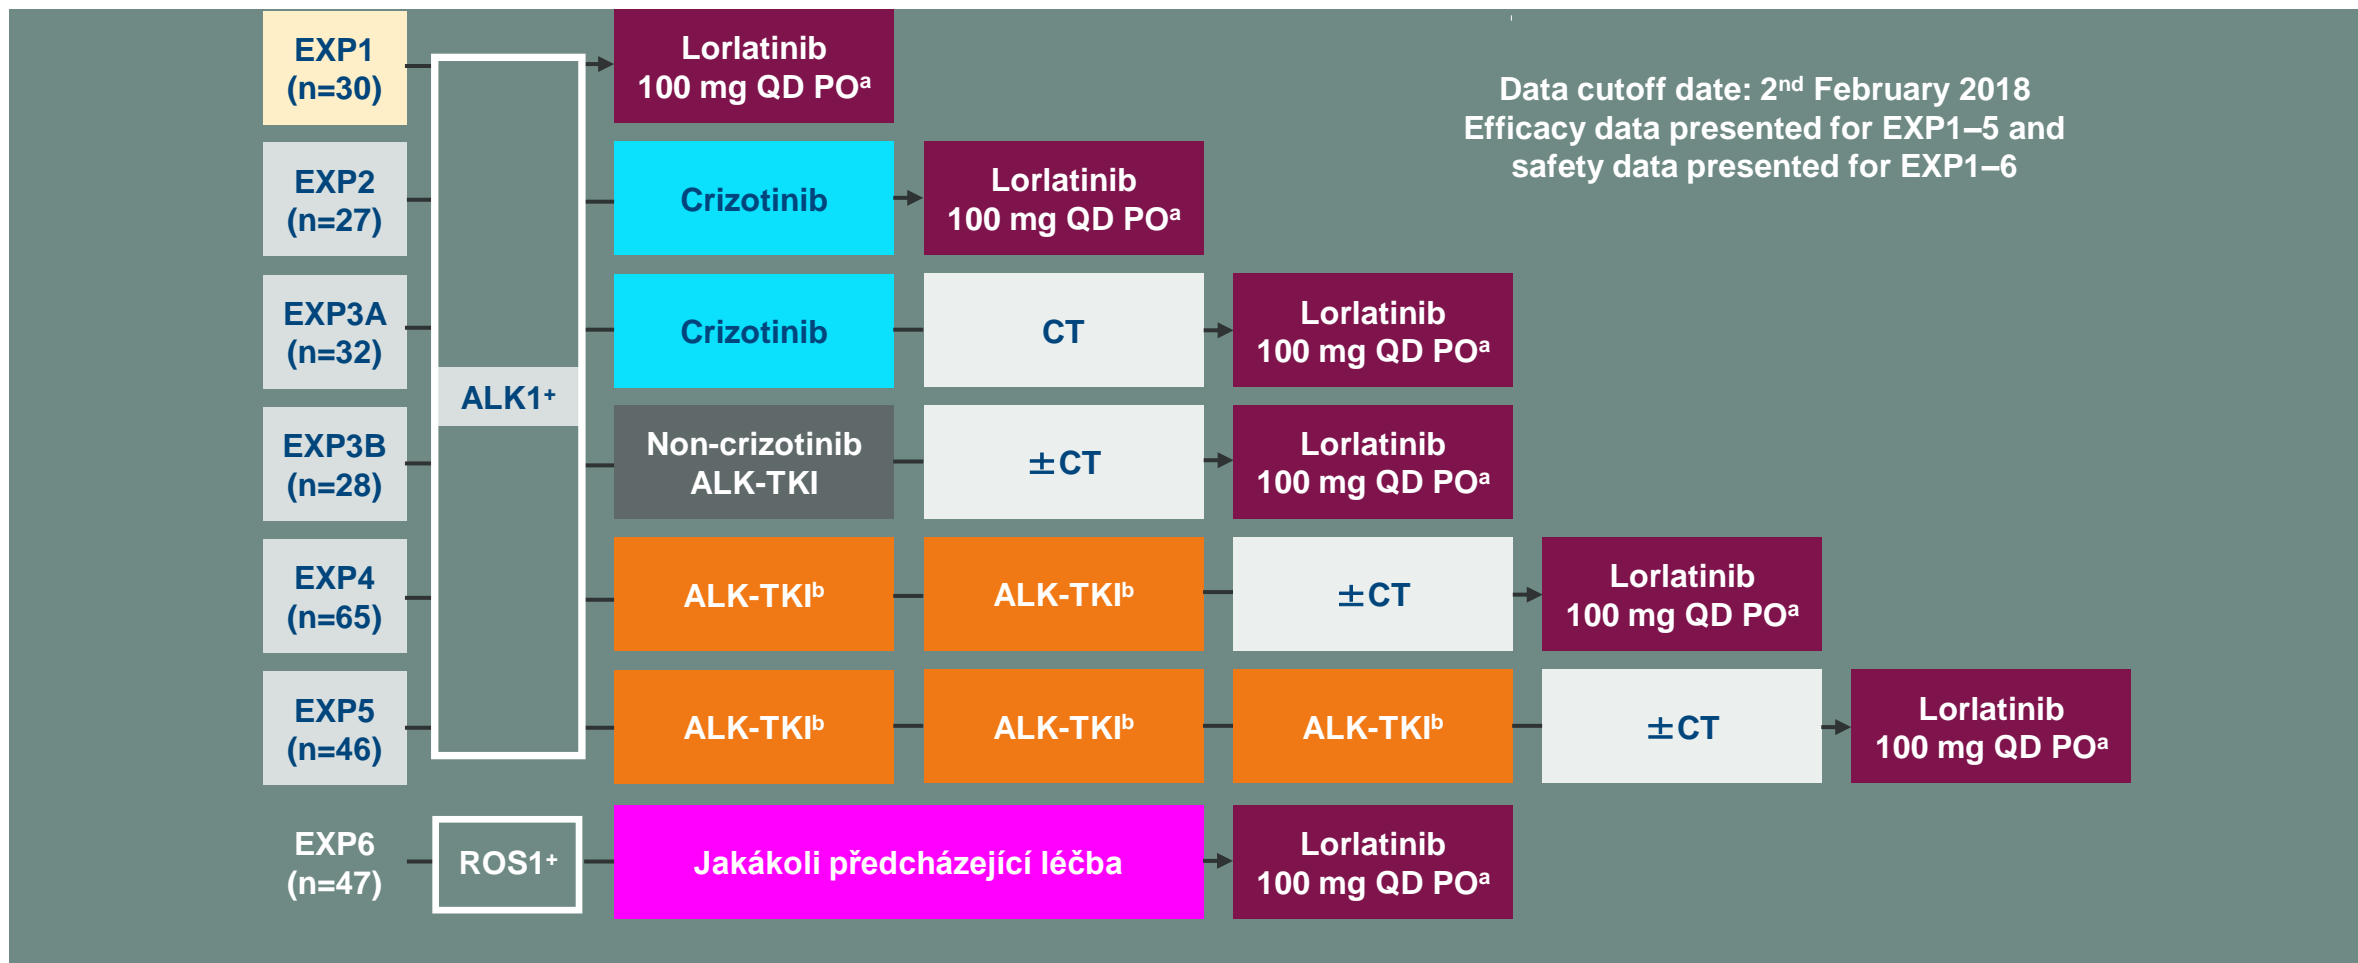 EXP1
(n=30)
Lorlatinib
100 mg QD POᵃ
Data cutoff date: 2ⁿᵈ February 2018
Efficacy data presented for EXP1–5 and
safety data presented for EXP1–6
EXP2
(n=27)
Crizotinib
Lorlatinib
100 mg QD POᵃ
EXP3A
(n=32)
Crizotinib
CT
Lorlatinib
100 mg QD POᵃ
ALK1⁺
EXP3B
(n=28)
Non-crizotinib
ALK-TKI
±CT
Lorlatinib
100 mg QD POᵃ
EXP4
(n=65)
ALK-TKIᵇ
ALK-TKIᵇ
±CT
Lorlatinib
100 mg QD POᵃ
EXP5
(n=46)
ALK-TKIᵇ
ALK-TKIᵇ
ALK-TKIᵇ
±CT
Lorlatinib
100 mg QD POᵃ
EXP6
(n=47)
ROS1⁺
Jakákoli předcházející léčba
Lorlatinib
100 mg QD POᵃ